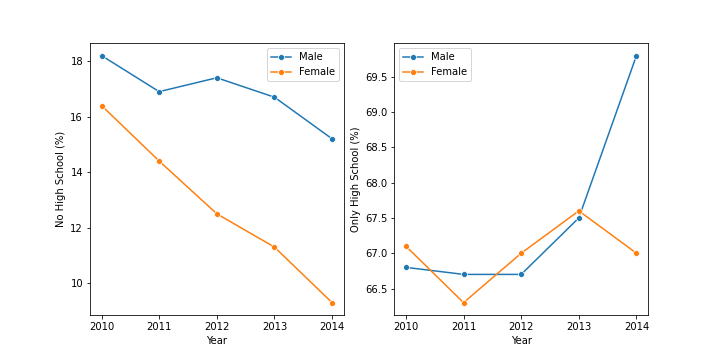 No High School (%)
18
16
14
12
10
Male
Female
2010
2011
2012
2013
2014
Year
Only High School (%)
69.5
69.0
68.5
68.0
67.5
67.0
66.5
Male
Female
2010
2011
2012
2013
2014
Year